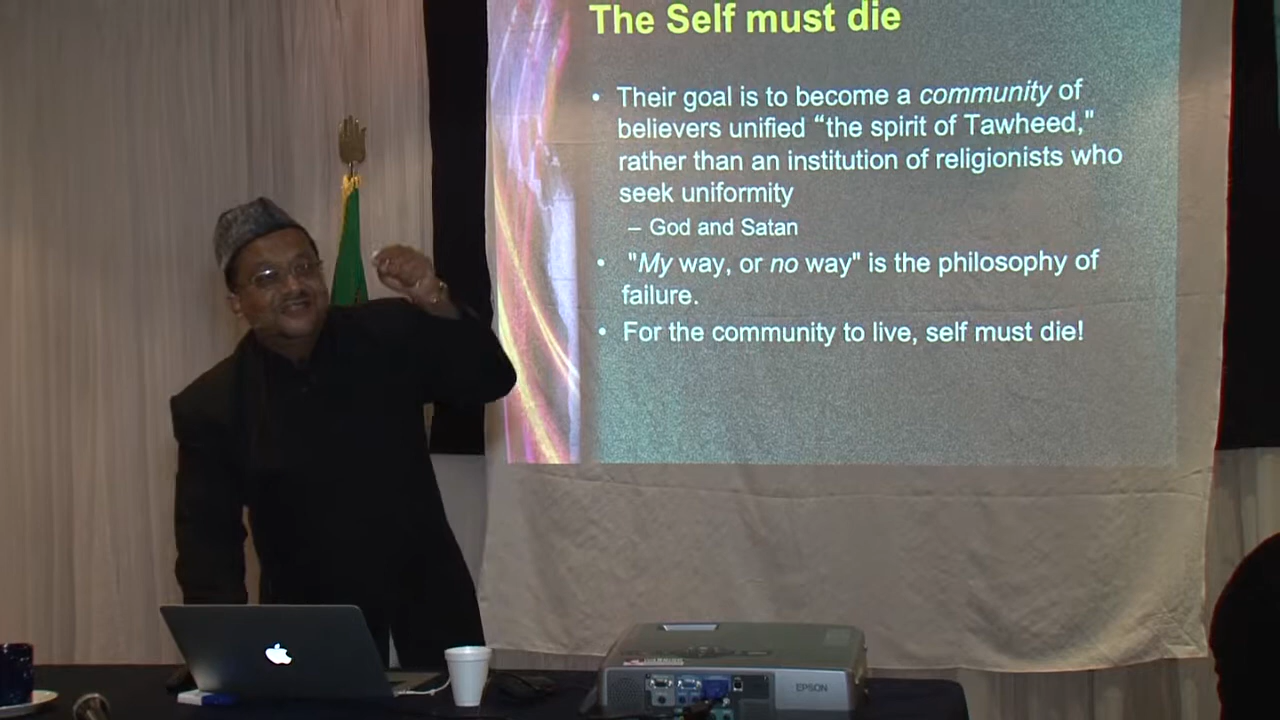 The Self must die
• Their goal is to become a community of
believers unified “the spirit of Tawheed,"
rather than an institution of religionists who
seek uniformity
– God and Satan
• "My way, or no way" is the philosophy of
failure.
• For the community to live, self must die!
EPSON